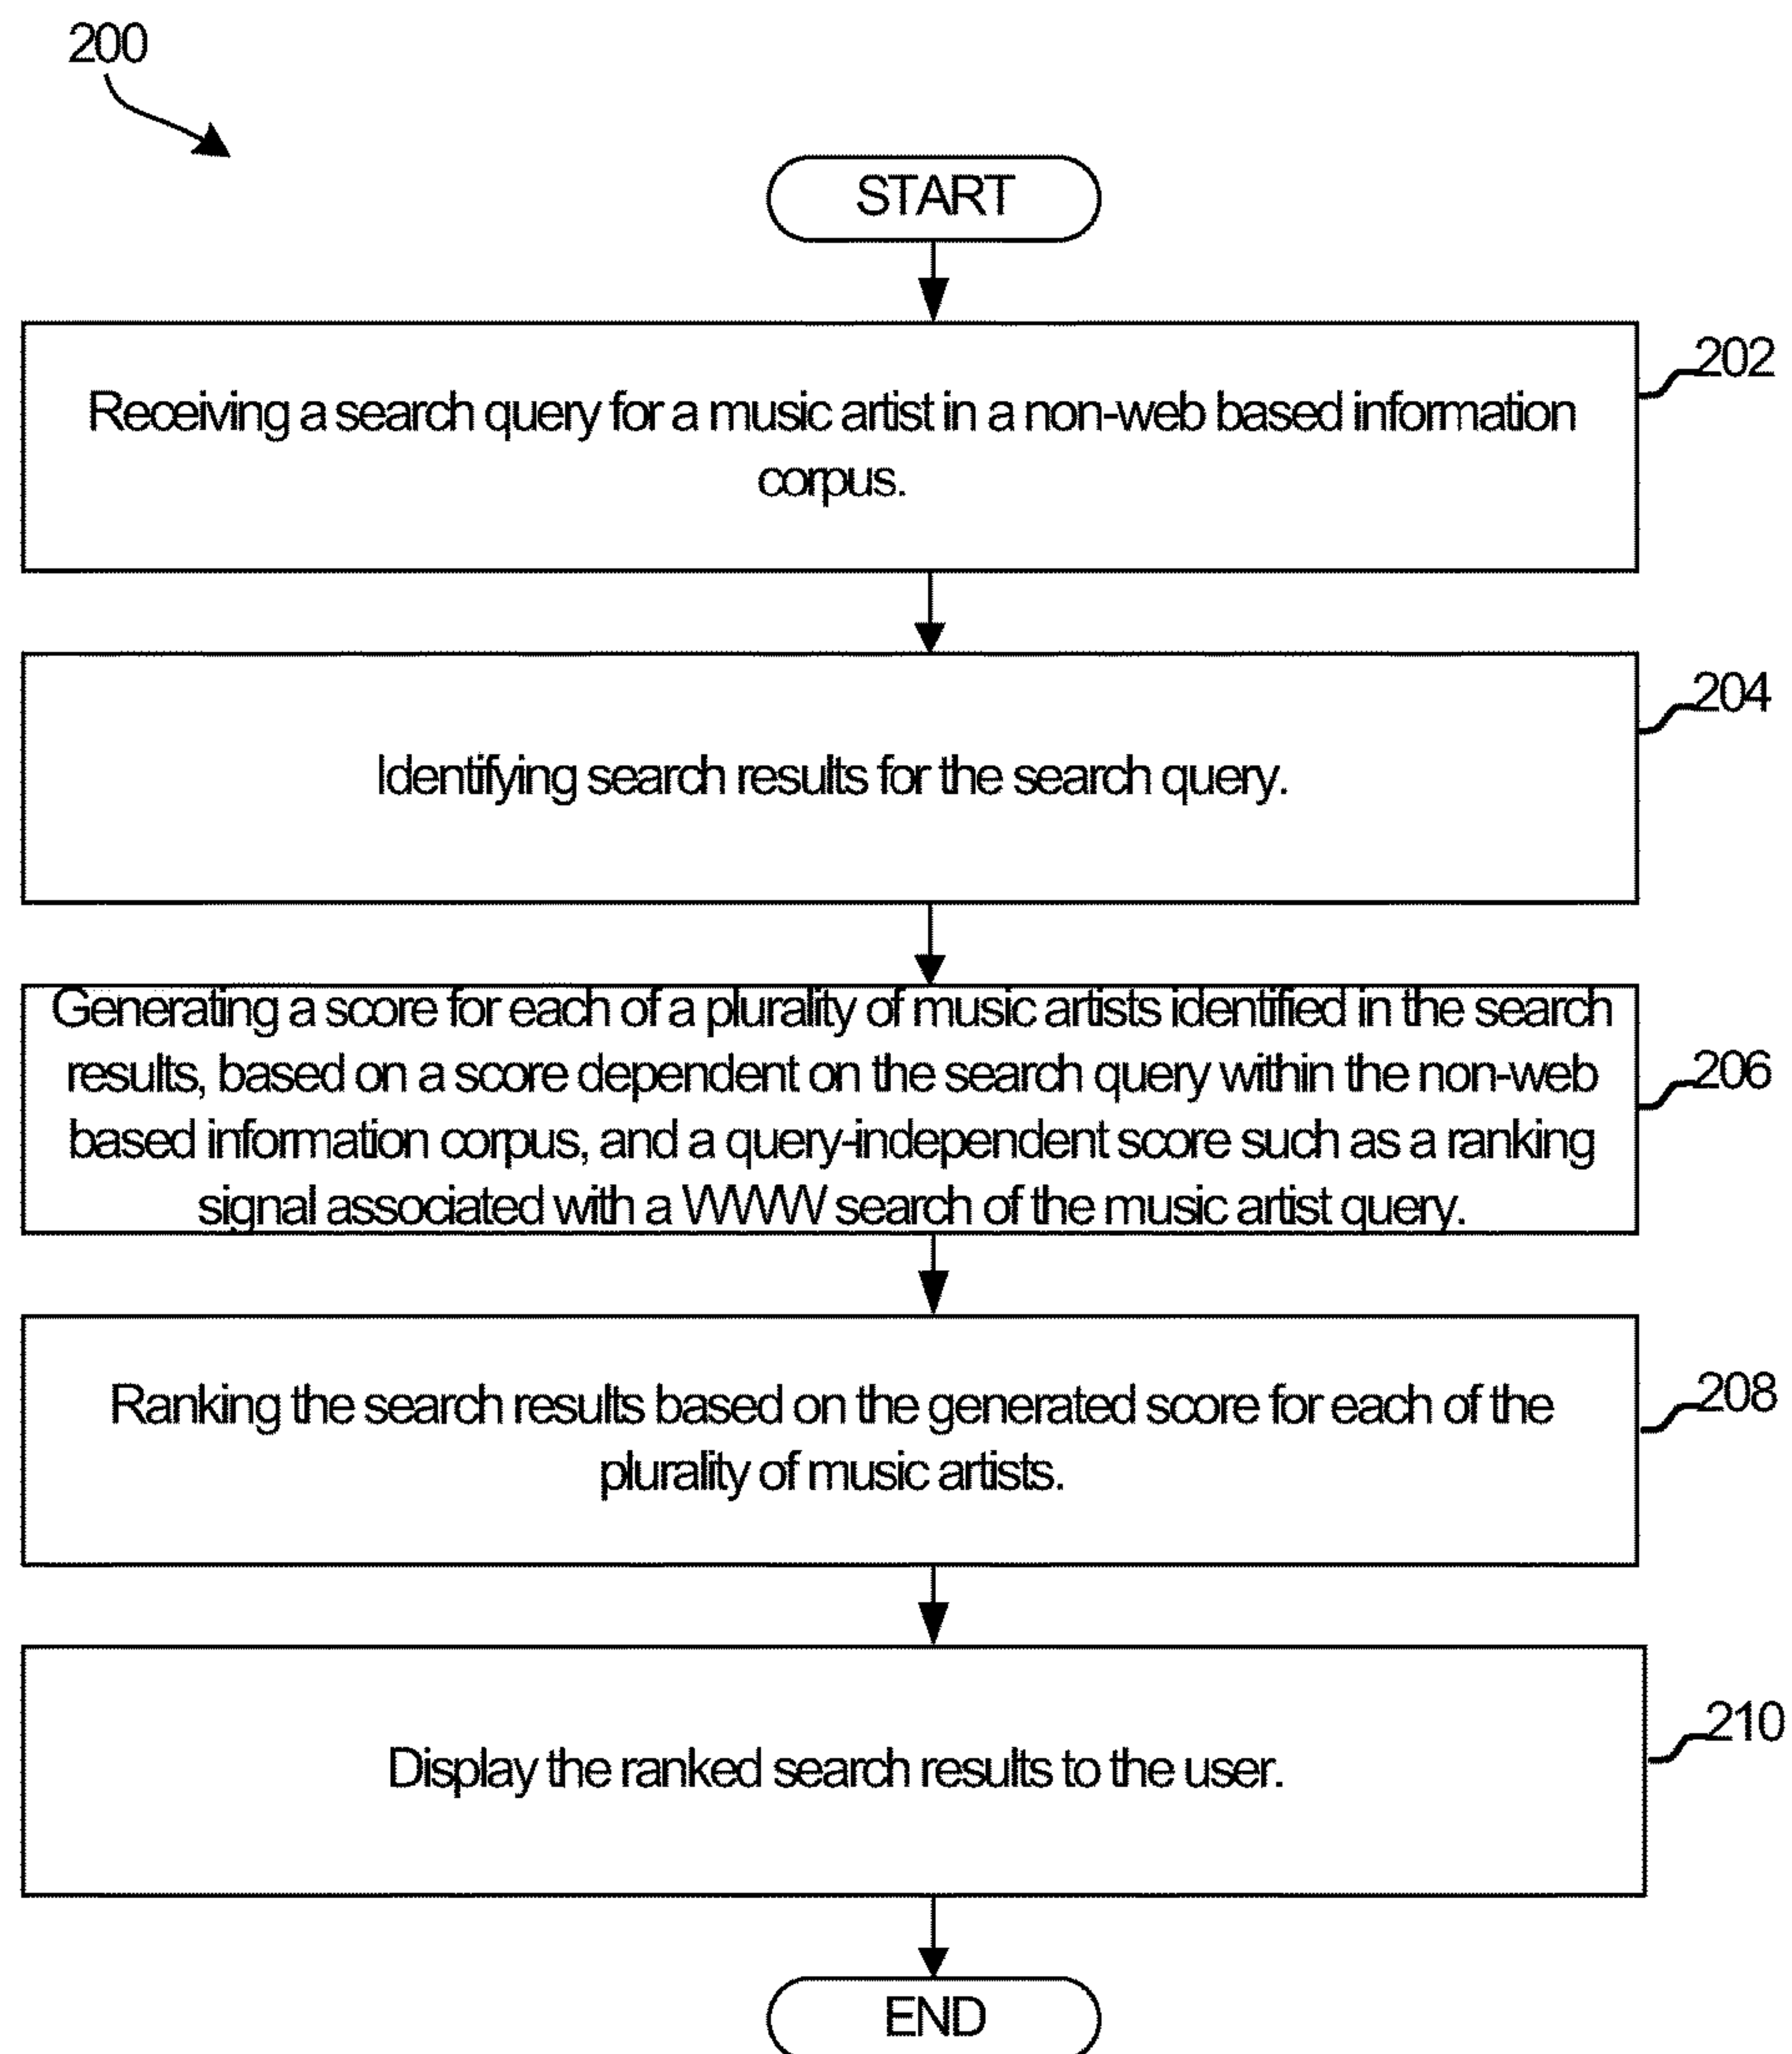 200
START
Receiving a search query for a music artist in a non-web based information
corpus.
202
Identifying search results for the search query.
204
Generating a score for each of a plurality of music artists identified in the search
results, based on a score dependent on the search query within the non-web
based information corpus, and a query-independent score such as a ranking
signal associated with a WWW search of the music artist query.
206
Ranking the search results based on the generated score for each of the
plurality of music artists.
208
Display the ranked search results to the user.
210
END